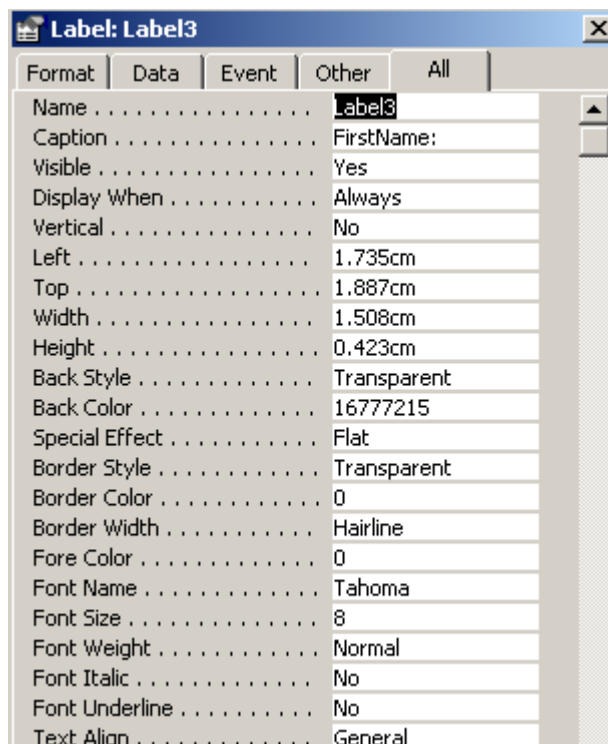 Label: Label3
Format Data Event Other All
Name . . . . . . . . . . . . . . . . Label3
Caption . . . . . . . . . . . . . . . FirstName:
Visible . . . . . . . . . . . . . . . . Yes
Display When . . . . . . . . . . . Always
Vertical . . . . . . . . . . . . . . . No
Left . . . . . . . . . . . . . . . . . 1.735cm
Top . . . . . . . . . . . . . . . . . . 1.887cm
Width . . . . . . . . . . . . . . . . 1.508cm
Height . . . . . . . . . . . . . . . . 0.423cm
Back Style . . . . . . . . . . . . . Transparent
Back Color . . . . . . . . . . . . . 16777215
Special Effect . . . . . . . . . . . Flat
Border Style . . . . . . . . . . . . Transparent
Border Color . . . . . . . . . . . . 0
Border Width . . . . . . . . . . . Hairline
Fore Color . . . . . . . . . . . . . 0
Font Name . . . . . . . . . . . . . Tahoma
Font Size . . . . . . . . . . . . . . 8
Font Weight . . . . . . . . . . . . Normal
Font Italic . . . . . . . . . . . . . No
Font Underline . . . . . . . . . . No
Text Align . . . . . . . . . . . . . General